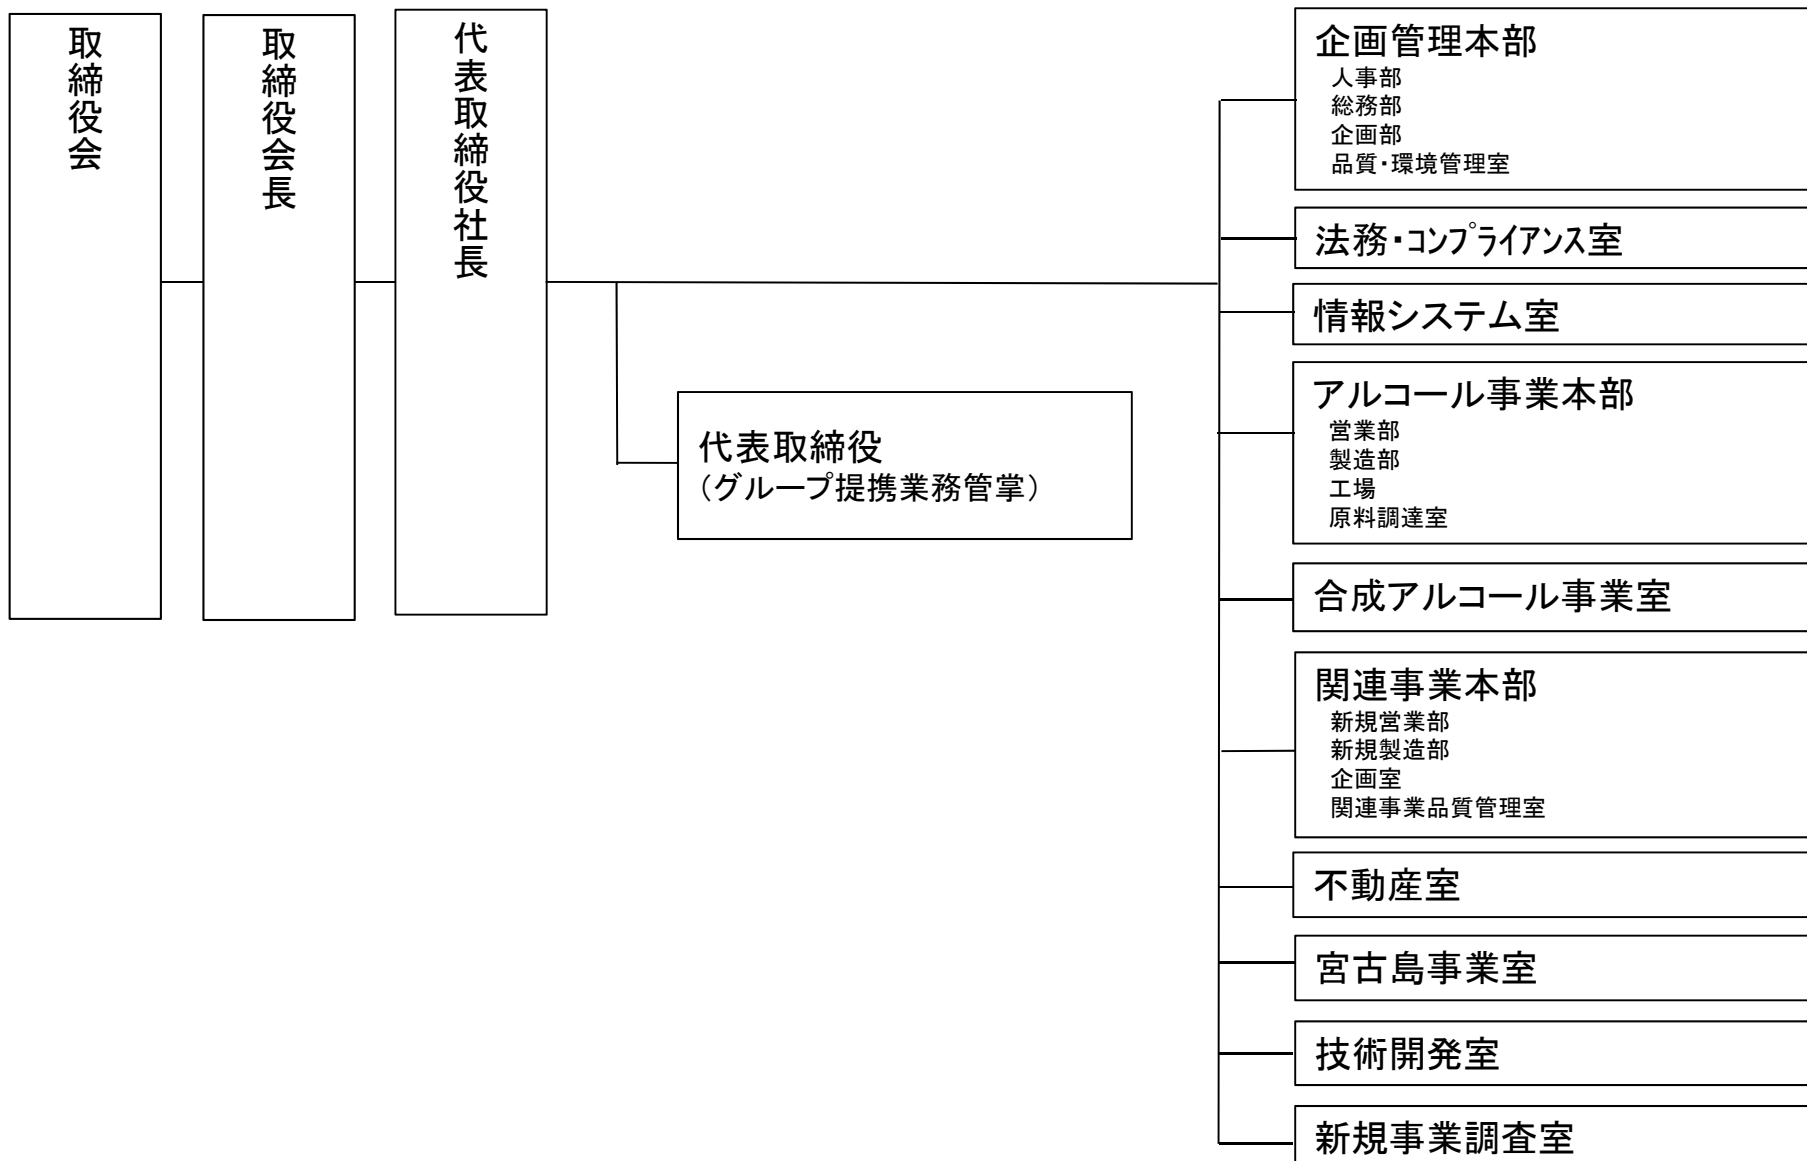 取締役会
取締役会長
代表取締役社長
代表取締役
（グループ提携業務管掌）
企画管理本部
人事部
総務部
企画部
品質・環境管理室
法務・コンプライアンス室
情報システム室
アルコール事業本部
営業部
製造部
工場
原料調達室
合成アルコール事業室
関連事業本部
新規営業部
新規製造部
企画室
関連事業品質管理室
不動産室
宮古島事業室
技術開発室
新規事業調査室